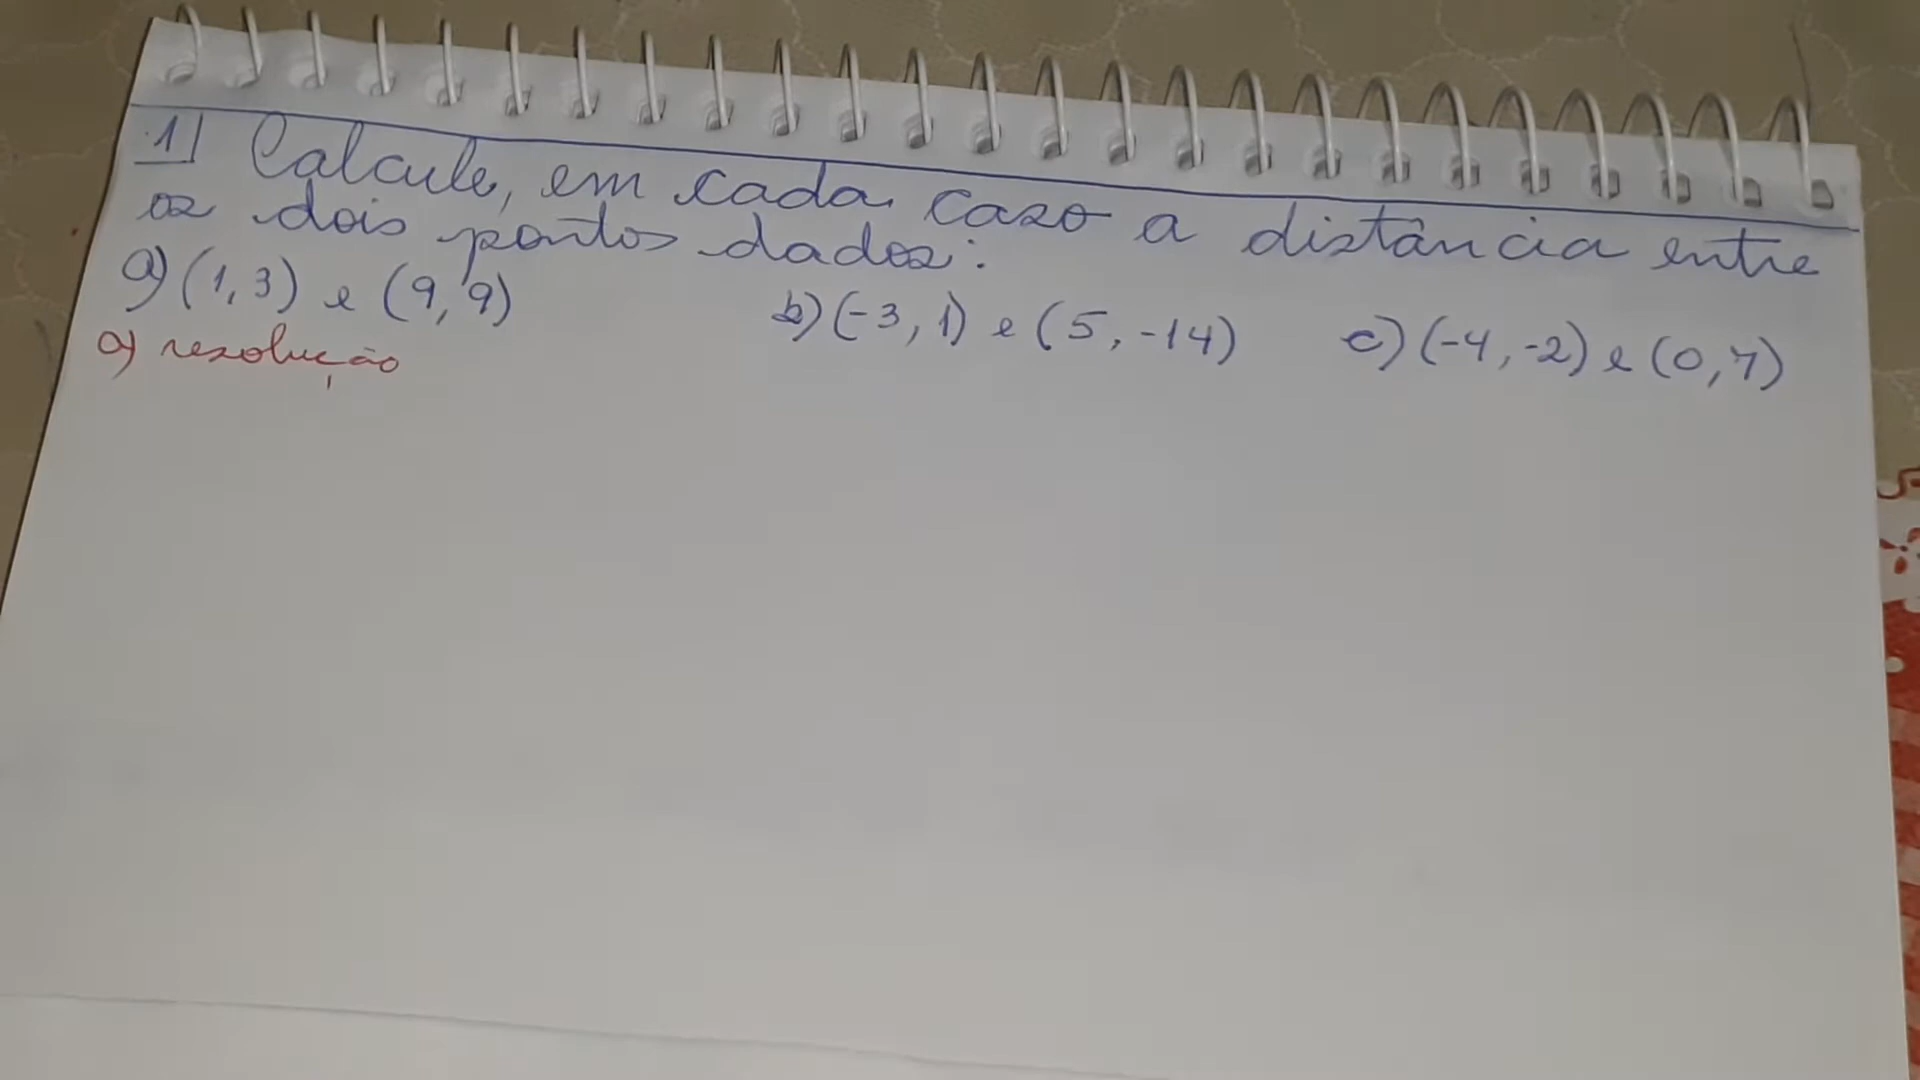 1) Calcule, em cada caso a distância entre
os dois pontos dados:
a) (1,3) e (9,9) b) (-3,1) e (5,-14) c) (-4,-2) e (0,7)
a) resolução